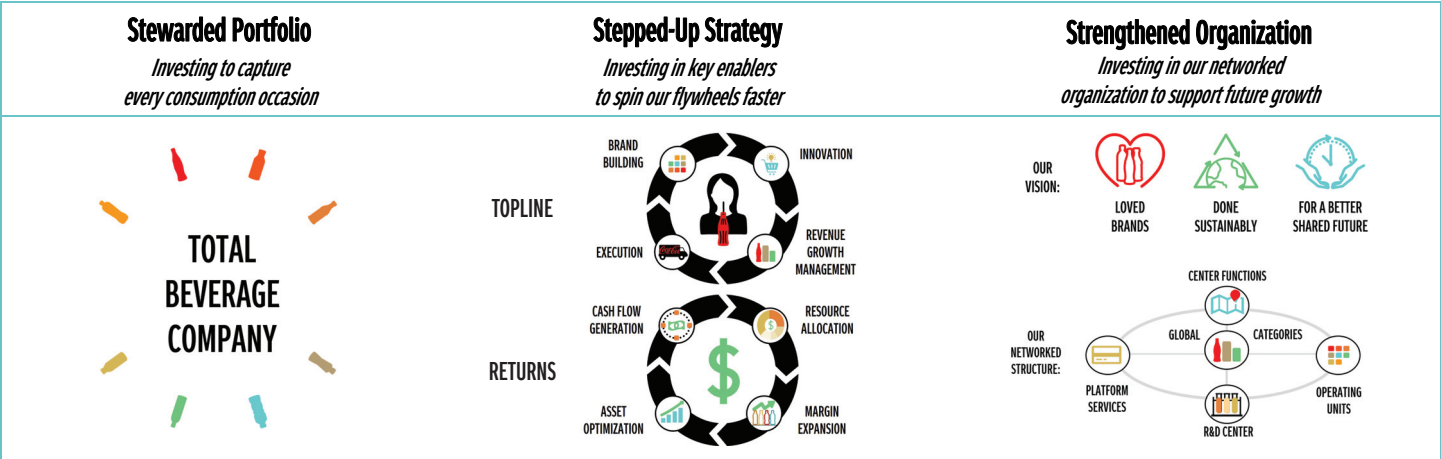 Stewarded Portfolio
Investing to capture
every consumption occasion
TOTAL
BEVERAGE
COMPANY
Stepped-Up Strategy
Investing in key enablers
to spin our flywheels faster
TOPLINE
BRAND
BUILDING
INNOVATION
EXECUTION
REVENUE
GROWTH
MANAGEMENT
RETURNS
CASH FLOW
GENERATION
RESOURCE
ALLOCATION
ASSET
OPTIMIZATION
MARGIN
EXPANSION
$
Strengthened Organization
Investing in our networked
organization to support future growth
OUR
VISION:
LOVED
BRANDS
DONE
SUSTAINABLY
FOR A BETTER
SHARED FUTURE
OUR
NETWORKED
STRUCTURE:
CENTER FUNCTIONS
GLOBAL
CATEGORIES
PLATFORM
SERVICES
OPERATING
UNITS
R&D CENTER